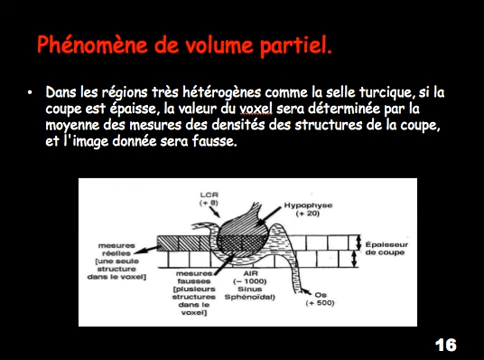 Phénomène de volume partiel.
• Dans les régions très hétérogènes comme la selle turcique, si la
coupe est épaisse, la valeur du voxel sera déterminée par la
moyenne des mesures des densités des structures de la coupe,
et l'image donnée sera fausse.
LCR
(+ 8)
Hypophyse
(+ 20)
mesures
réelles
[une seule
structure
dans le voxel]
Épaisseur
de coupe
mesures
fausses
[plusieurs
structures
dans le
voxel]
AIR
(− 1000)
Sinus
Sphénoïdal)
Os
(+ 500)
16